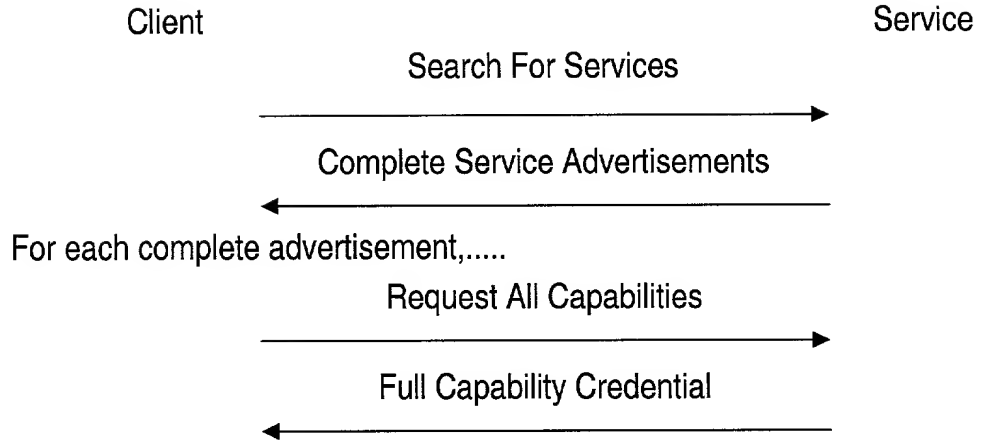 Client
Service
Search For Services
Complete Service Advertisements
For each complete advertisement,.....
Request All Capabilities
Full Capability Credential